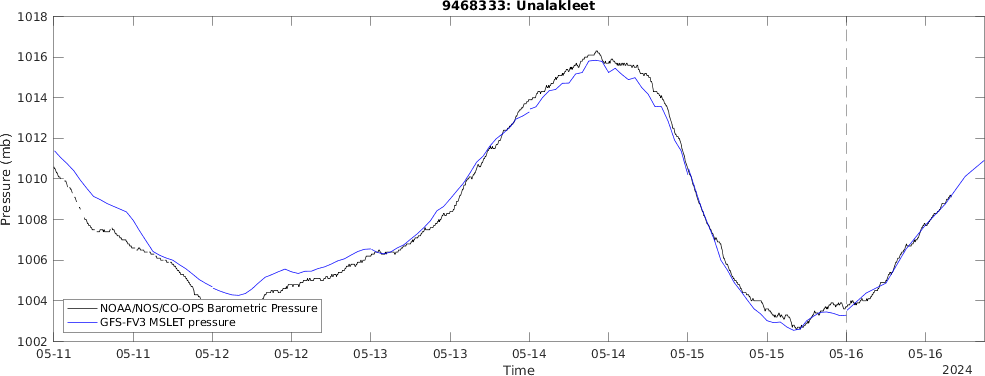 9468333: Unalakleet
1018
1016
1014
1012
1010
1008
1006
1004
1002
Pressure (mb)
NOAA/NOS/CO-OPS Barometric Pressure
GFS-FV3 MSLET pressure
05-11 05-11 05-12 05-12 05-13 05-13 05-14 05-14 05-15 05-15 05-16 05-16
Time
2024